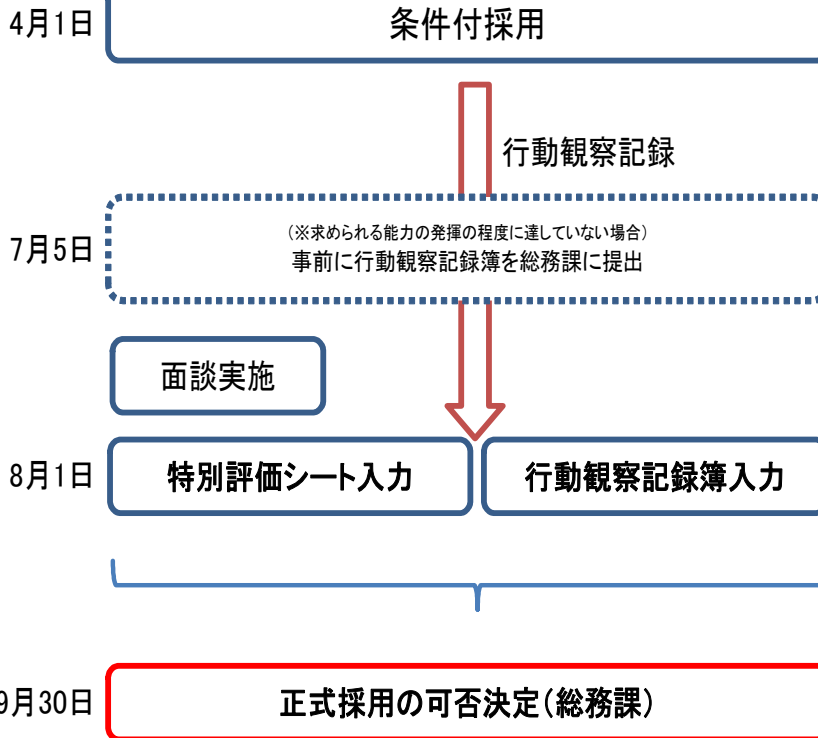 4月1日
条件付採用
行動観察記録
7月5日
(※求められる能力の発揮の程度に達していない場合)
事前に行動観察記録簿を総務課に提出
面談実施
8月1日
特別評価シート入力
行動観察記録簿入力
9月30日
正式採用の可否決定(総務課)